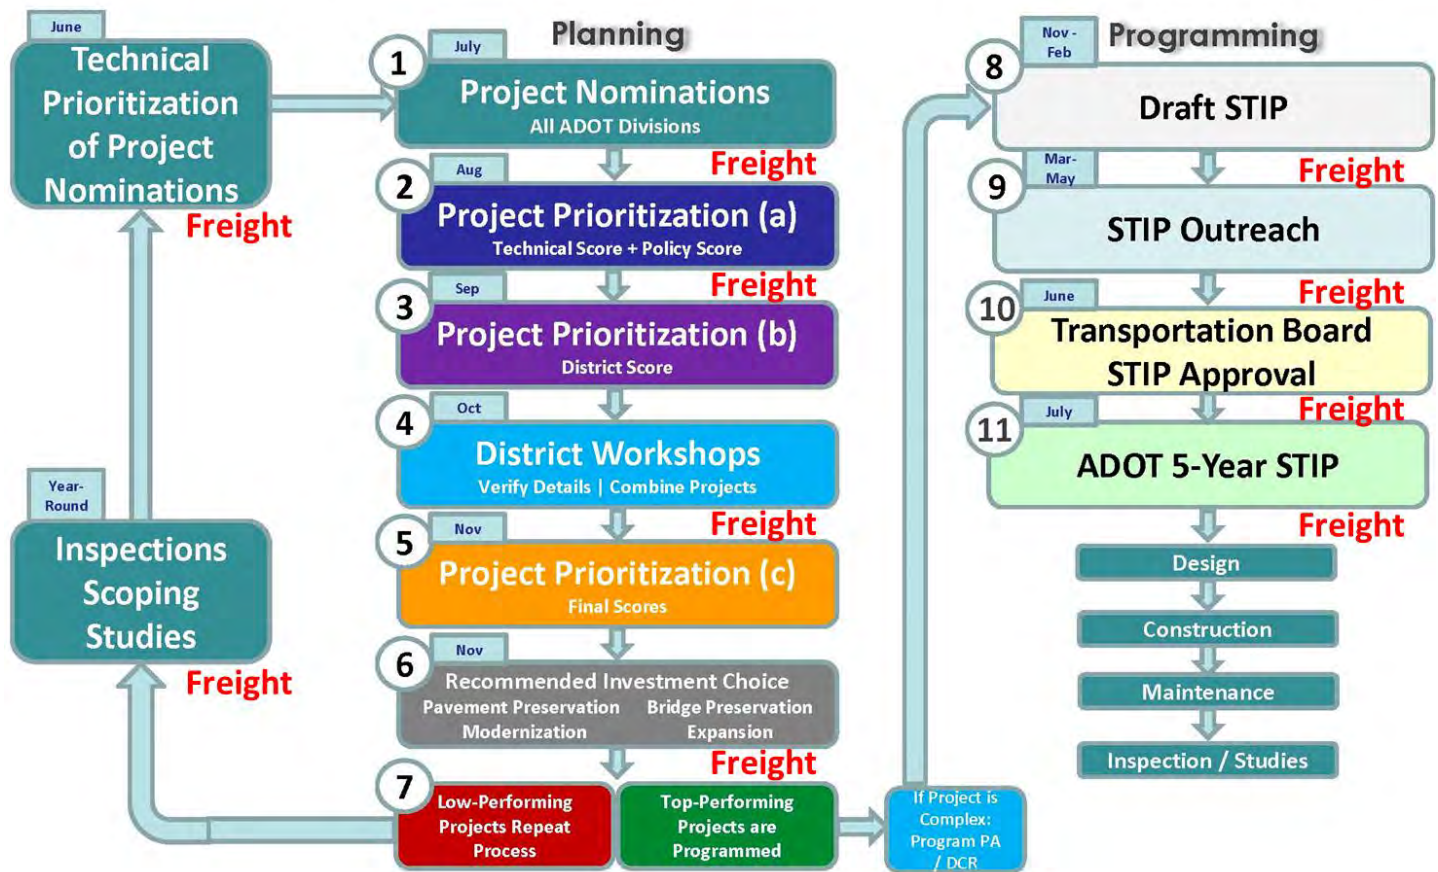 June
Technical
Prioritization
of Project
Nominations
Freight
Year-
Round
Inspections
Scoping
Studies
Freight
Planning
July
1
Project Nominations
All ADOT Divisions
Freight
Aug
2
Project Prioritization (a)
Technical Score + Policy Score
Freight
Sep
3
Project Prioritization (b)
District Score
Oct
4
District Workshops
Verify Details | Combine Projects
Freight
Nov
5
Project Prioritization (c)
Final Scores
Nov
6
Recommended Investment Choice
Pavement Preservation Bridge Preservation
Modernization Expansion
Freight
7
Low-Performing
Projects Repeat
Process
Top-Performing
Projects are
Programmed
If Project is
Complex:
Program PA
/ DCR
Programming
Nov -
Feb
8
Draft STIP
Freight
Mar-
May
9
STIP Outreach
Freight
June
10
Transportation Board
STIP Approval
Freight
July
11
ADOT 5-Year STIP
Freight
Design
Construction
Maintenance
Inspection / Studies